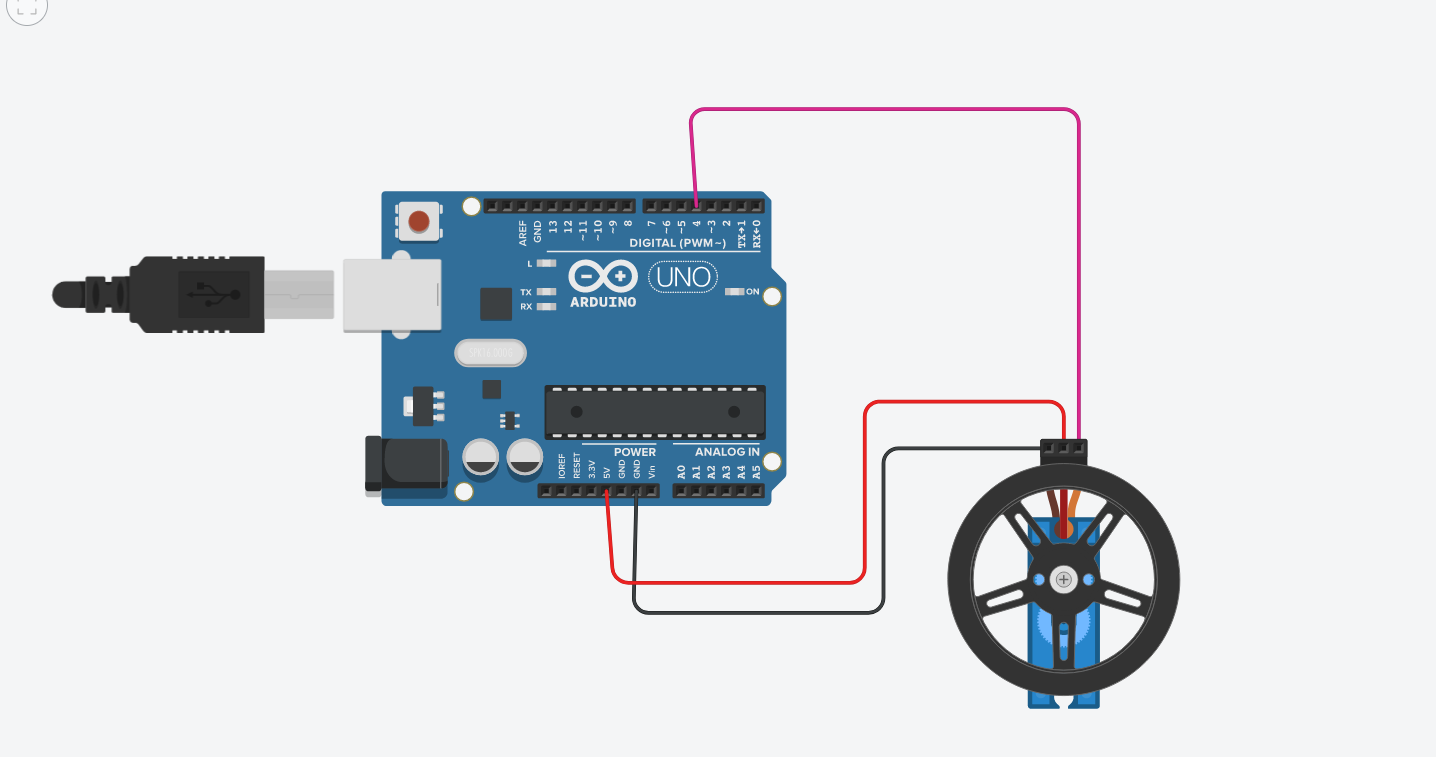 AREF
GND
13
12
~11
~10
~9
8
7
~6
~5
4
~3
2
TX→1
RX←0
DIGITAL (PWM~)
L
TX
RX
ARDUINO
UNO
ON
POWER
ANALOG IN
IOREF
RESET
3.3V
5V
GND
GND
Vin
A0
A1
A2
A3
A4
A5